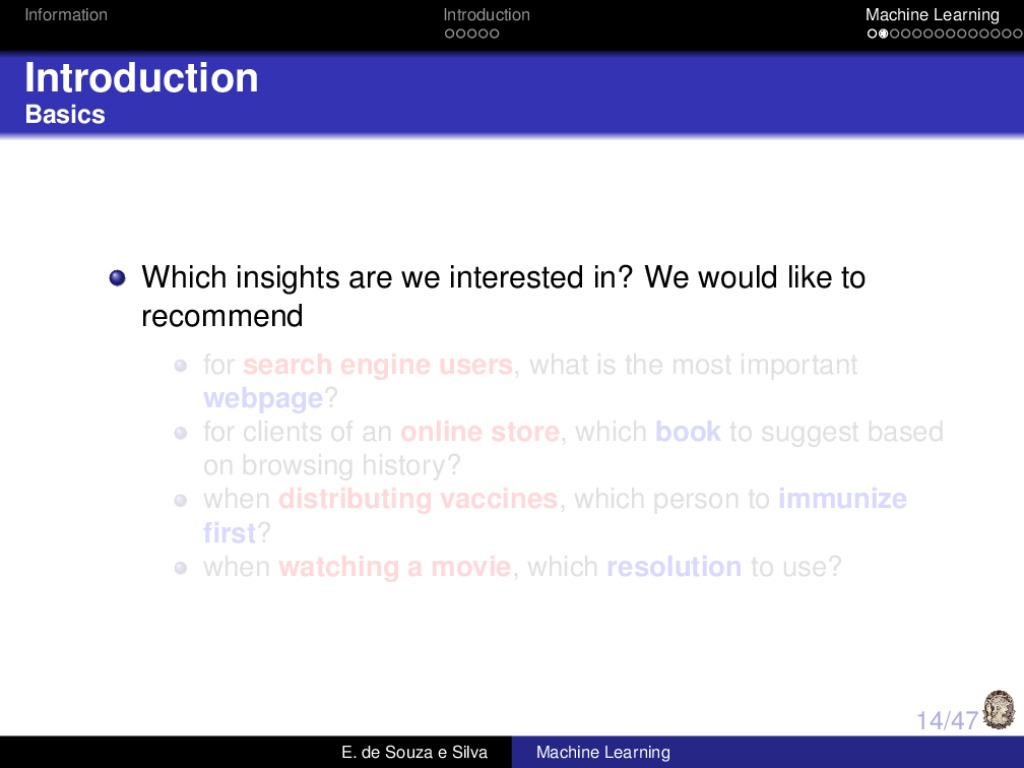 Information Introduction Machine Learning
Introduction
Basics
Which insights are we interested in? We would like to
recommend
for search engine users, what is the most important
webpage?
for clients of an online store, which book to suggest based
on browsing history?
when distributing vaccines, which person to immunize
first?
when watching a movie, which resolution to use?
14/47
E. de Souza e Silva Machine Learning